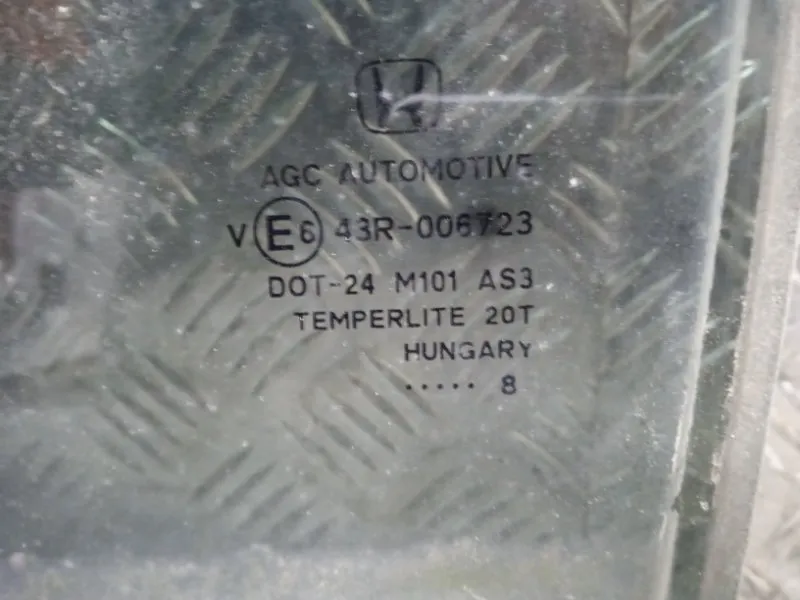 AGC AUTOMOTIVE
V E6 43R-006723
DOT-24 M101 AS3
TEMPERLITE 20T
HUNGARY
..... 8